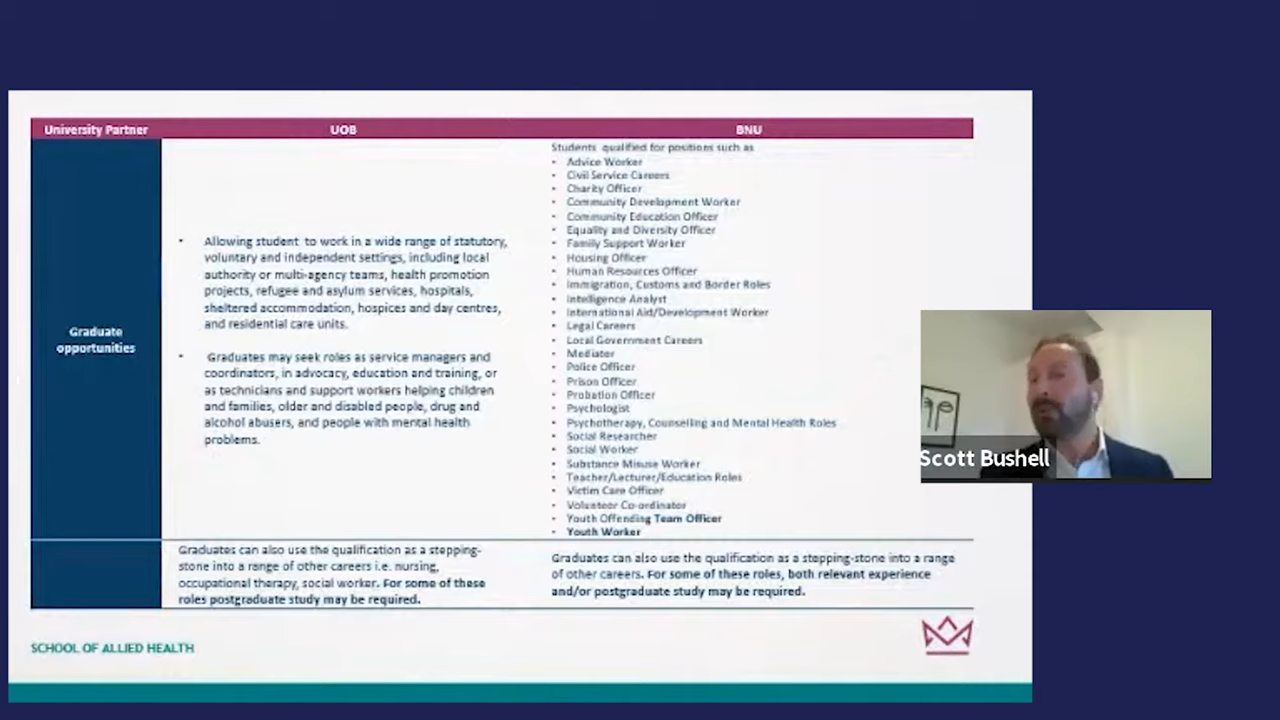 University Partner UOB BNU
Graduate
opportunities
• Allowing student to work in a wide range of statutory,
voluntary and independent settings, including local
authority or multi-agency teams, health promotion
projects, refugee and asylum services, hospitals,
sheltered accommodation, hospices and day centres,
and residential care units.
• Graduates may seek roles as service managers and
coordinators, in advocacy, education and training, or
as technicians and support workers helping children
and families, older and disabled people, drug and
alcohol abusers, and people with mental health
problems.
Students qualified for positions such as
• Advice Worker
• Civil Service Careers
• Charity Officer
• Community Development Worker
• Community Education Officer
• Equality and Diversity Officer
• Family Support Worker
• Housing Officer
• Human Resources Officer
• Immigration, Customs and Border Roles
• Intelligence Analyst
• International Aid/Development Worker
• Legal Careers
• Local Government Careers
• Mediator
• Police Officer
• Prison Officer
• Probation Officer
• Psychologist
• Psychotherapy, Counselling and Mental Health Roles
• Social Researcher
• Social Worker
• Substance Misuse Worker
• Teacher/Lecturer/Education Roles
• Victim Care Officer
• Volunteer Co-ordinator
• Youth Offending Team Officer
• Youth Worker
Graduates can also use the qualification as a stepping-
stone into a range of other careers i.e. nursing,
occupational therapy, social worker. For some of these
roles postgraduate study may be required.
Graduates can also use the qualification as a stepping-stone into a range
of other careers. For some of these roles, both relevant experience
and/or postgraduate study may be required.
SCHOOL OF ALLIED HEALTH
Scott Bushell